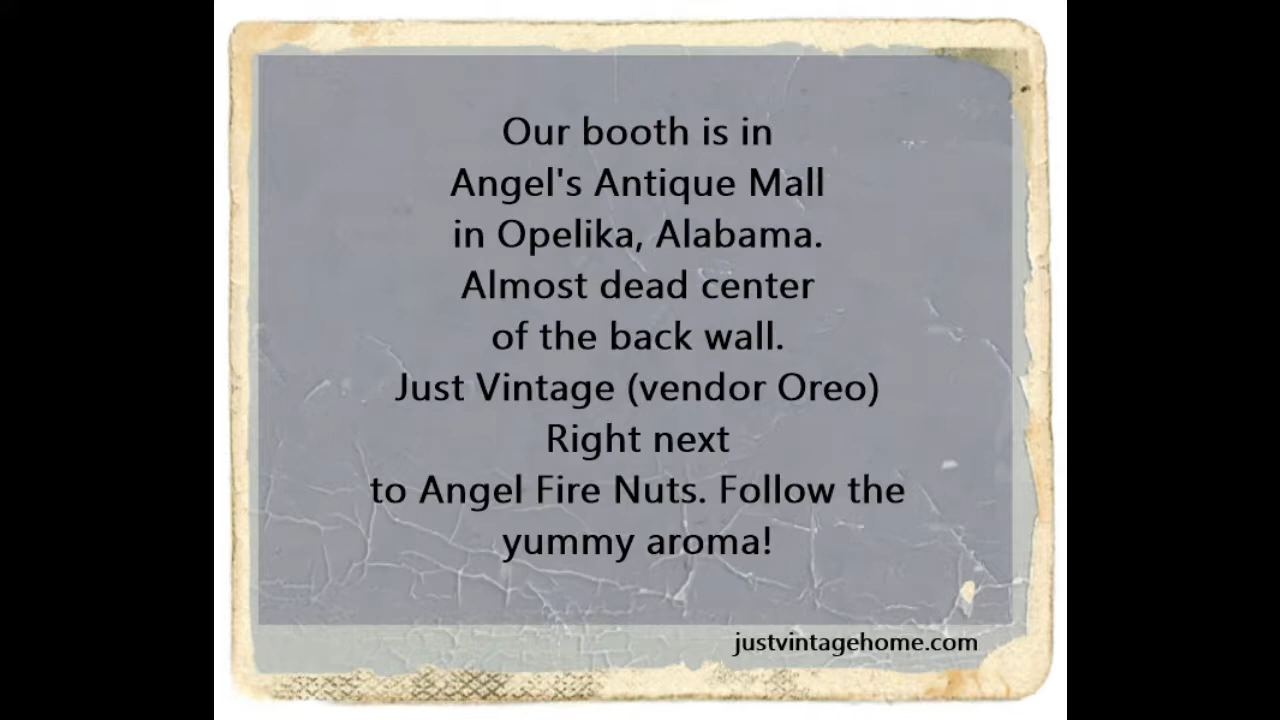 Our booth is in
Angel's Antique Mall
in Opelika, Alabama.
Almost dead center
of the back wall.
Just Vintage (vendor Oreo)
Right next
to Angel Fire Nuts. Follow the
yummy aroma!
justvintagehome.com